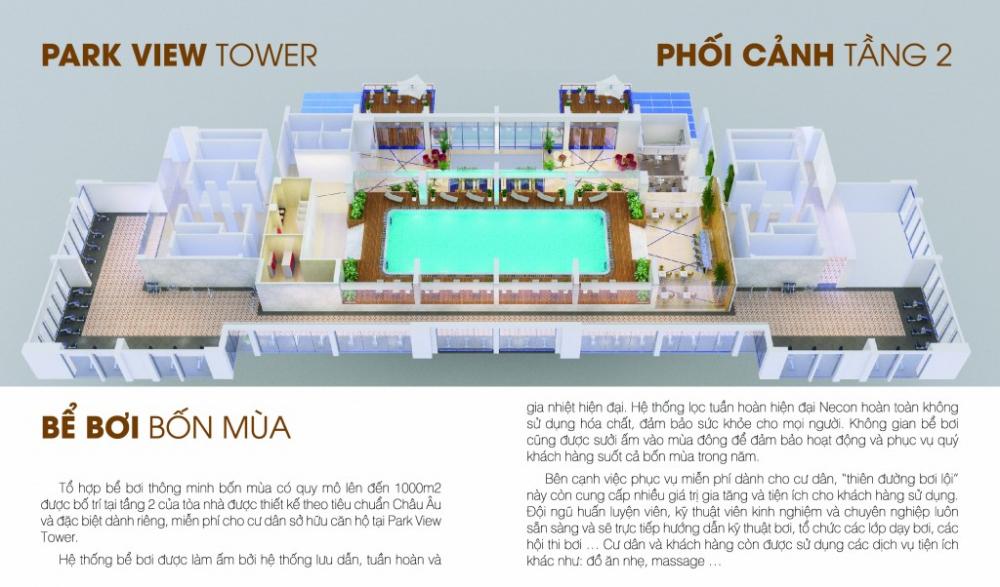 PARK VIEW TOWER
PHỐI CẢNH TẦNG 2
BỂ BƠI BỐN MÙA
Tổ hợp bể bơi thông minh bốn mùa có quy mô lên đến 1000m2
được bố trí tại tầng 2 của tòa nhà được thiết kế theo tiêu chuẩn Châu Âu
và đặc biệt dành riêng, miễn phí cho cư dân sở hữu căn hộ tại Park View
Tower.
Hệ thống bể bơi được làm ấm bởi hệ thống lưu dẫn, tuần hoàn và
gia nhiệt hiện đại. Hệ thống lọc tuần hoàn hiện đại Necon hoàn toàn không
sử dụng hóa chất, đảm bảo sức khỏe cho mọi người. Không gian bể bơi
cũng được sưởi ấm vào mùa đông để đảm bảo hoạt động và phục vụ quý
khách hàng suốt cả bốn mùa trong năm.
Bên cạnh việc phục vụ miễn phí dành cho cư dân, "thiên đường bơi lội"
này còn cung cấp nhiều giá trị gia tăng và tiện ích cho khách hàng sử dụng.
Đội ngũ huấn luyện viên, kỹ thuật viên kinh nghiệm và chuyên nghiệp luôn
sẵn sàng và sẽ trực tiếp hướng dẫn kỹ thuật bơi, tổ chức các lớp dạy bơi, các
hội thi bơi ... Cư dân và khách hàng còn được sử dụng các dịch vụ tiện ích
khác như: đồ ăn nhẹ, massage ...